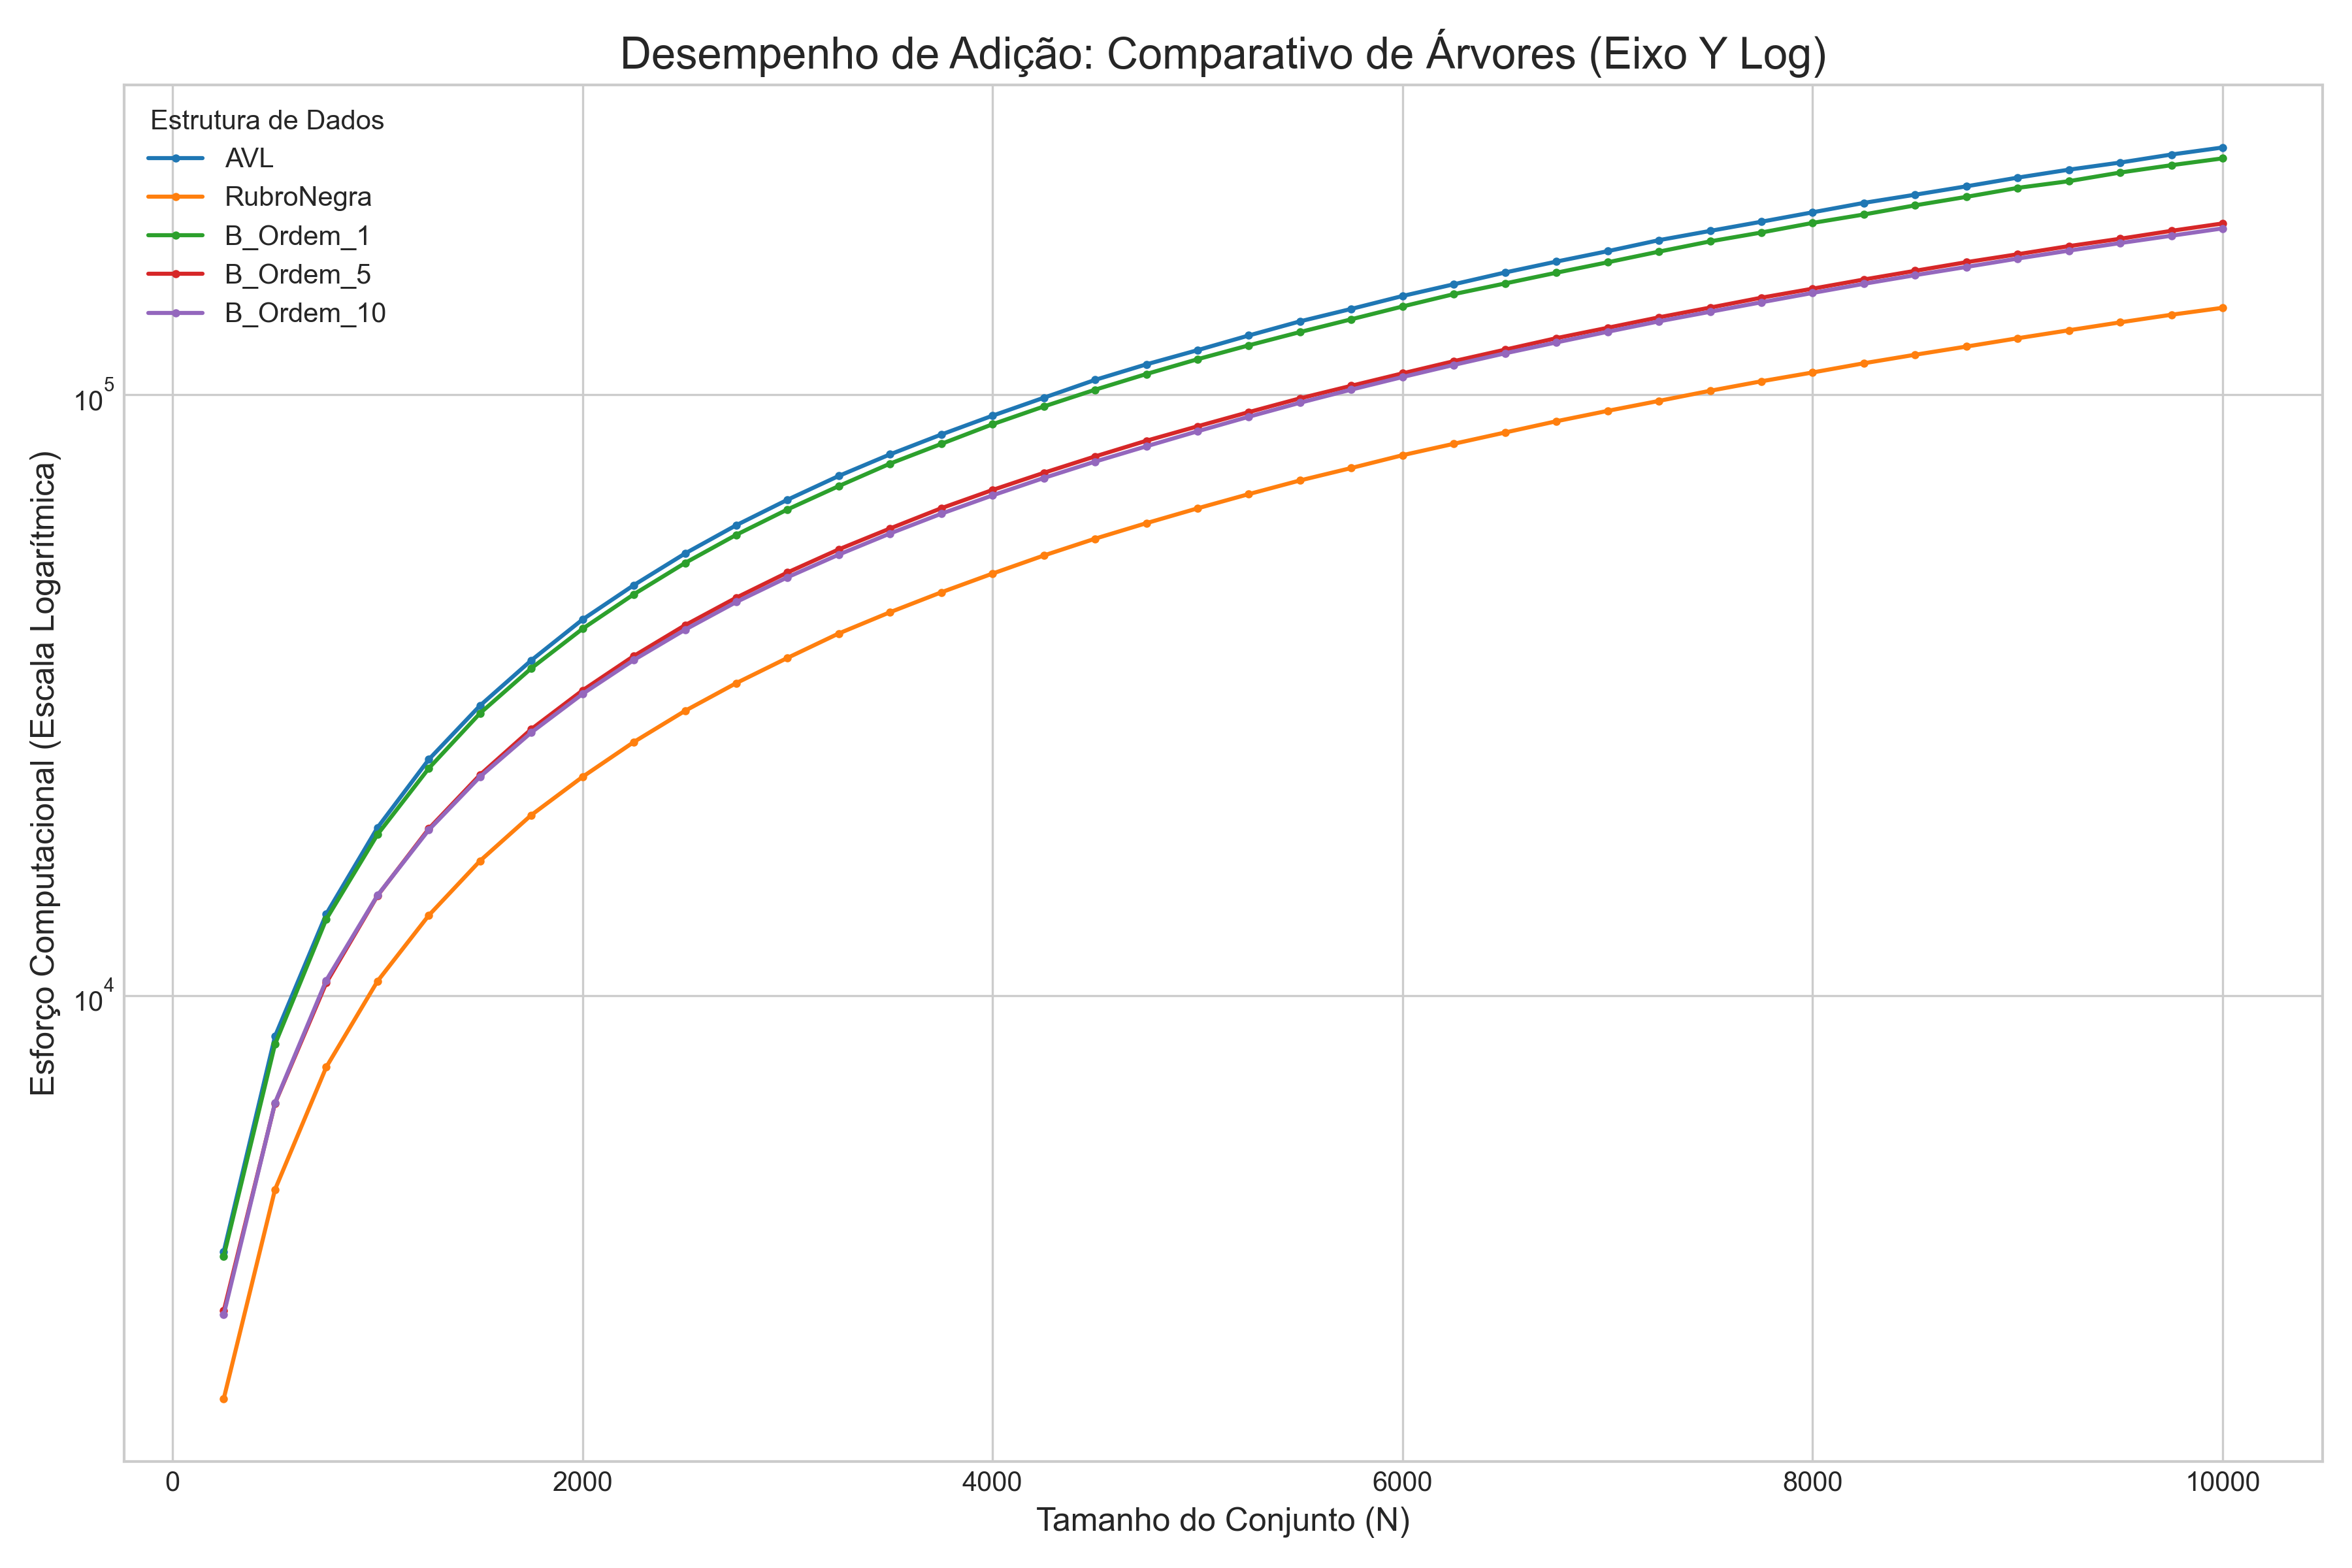 Desempenho de Adição: Comparativo de Árvores (Eixo Y Log)
Estrutura de Dados
AVL
RubroNegra
B_Ordem_1
B_Ordem_5
B_Ordem_10
10^5
10^4
Esforço Computacional (Escala Logarítmica)
0 2000 4000 6000 8000 10000
Tamanho do Conjunto (N)